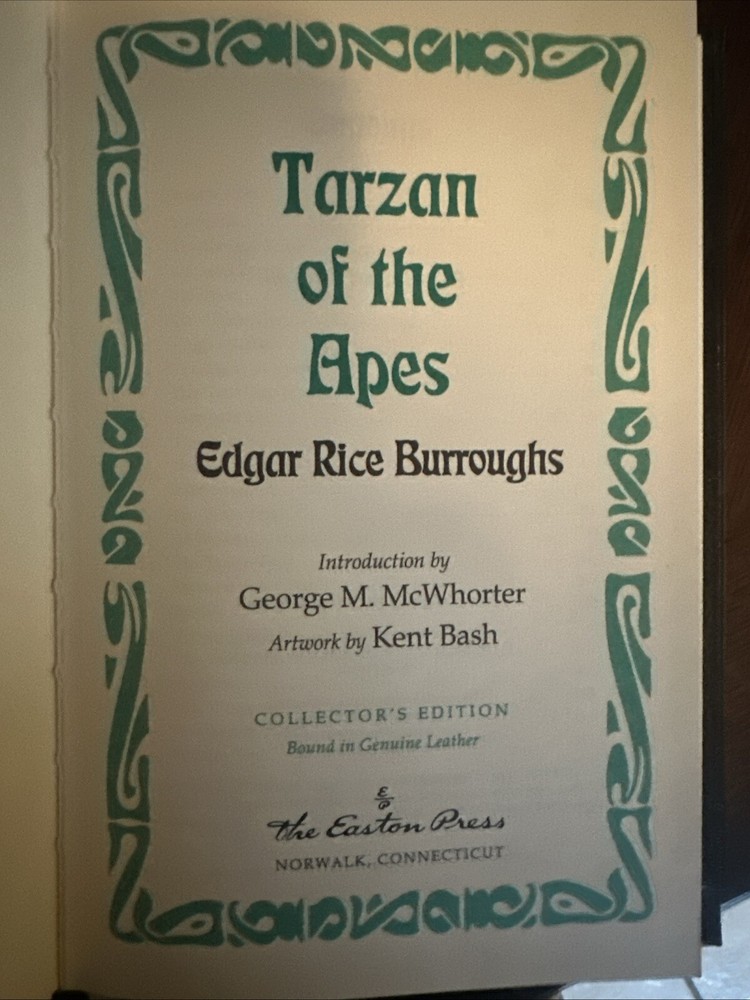 Tarzan
of the
Apes
Edgar Rice Burroughs
Introduction by
George M. McWhorter
Artwork by Kent Bash
COLLECTOR'S EDITION
Bound in Genuine Leather
E
P
the Easton Press
NORWALK, CONNECTICUT